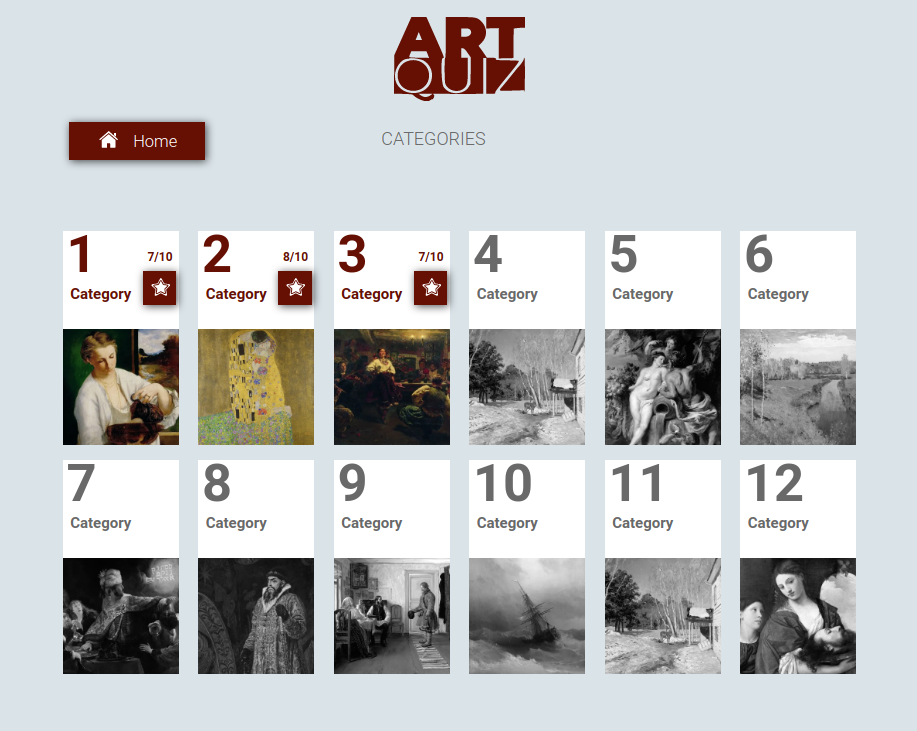 ART
QUIZ
Home
CATEGORIES
1
7/10
Category
2
8/10
Category
3
7/10
Category
4
Category
5
Category
6
Category
7
Category
8
Category
9
Category
10
Category
11
Category
12
Category